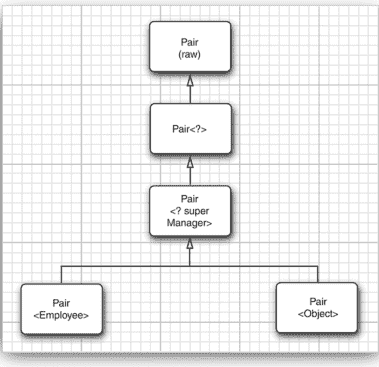 Pair
(raw)
Pair<?>
Pair
<? super
Manager>
Pair
<Employee>
Pair
<Object>